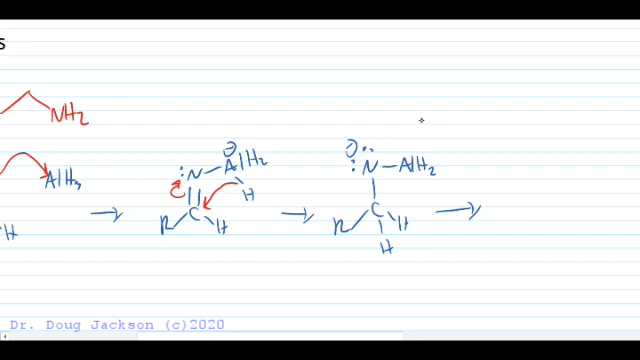 S
NH2
⊖
N — AlH2
H
R C H
⊖
N — AlH2
AlH3
H
R C H
H
Dr. Doug Jackson (c)2020